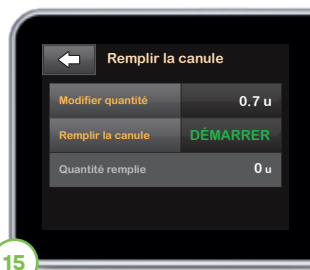 Remplir la canule
Modifier quantité 0.7 u
Remplir la canule DÉMARRER
Quantité remplie 0 u
15